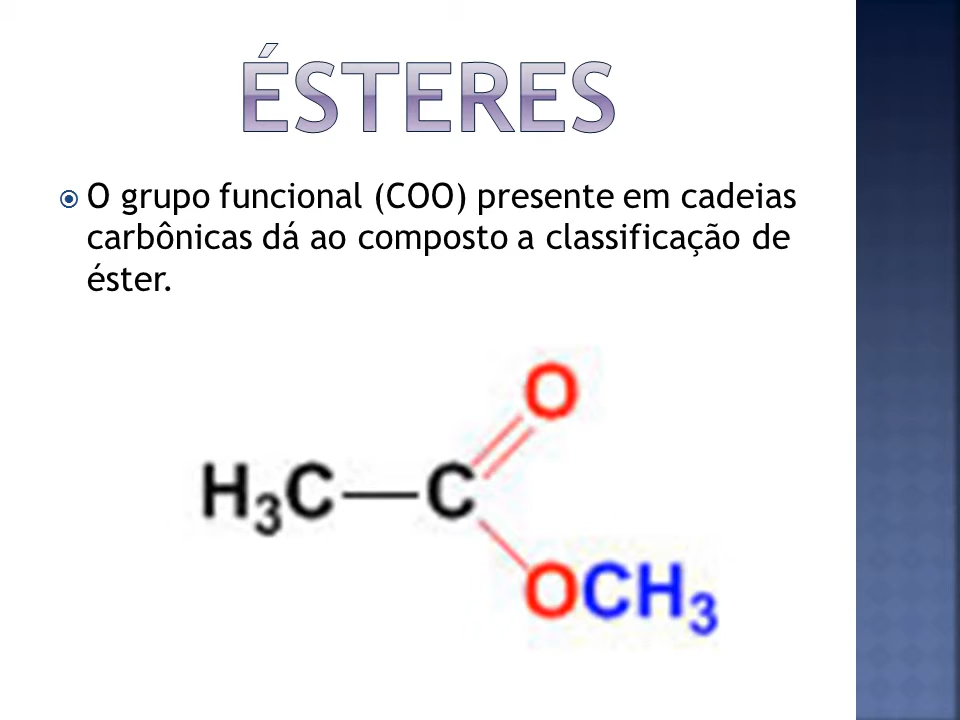 ÉSTERES
O grupo funcional (COO) presente em cadeias
carbônicas dá ao composto a classificação de
éster.
O
H₃C—C
OCH₃